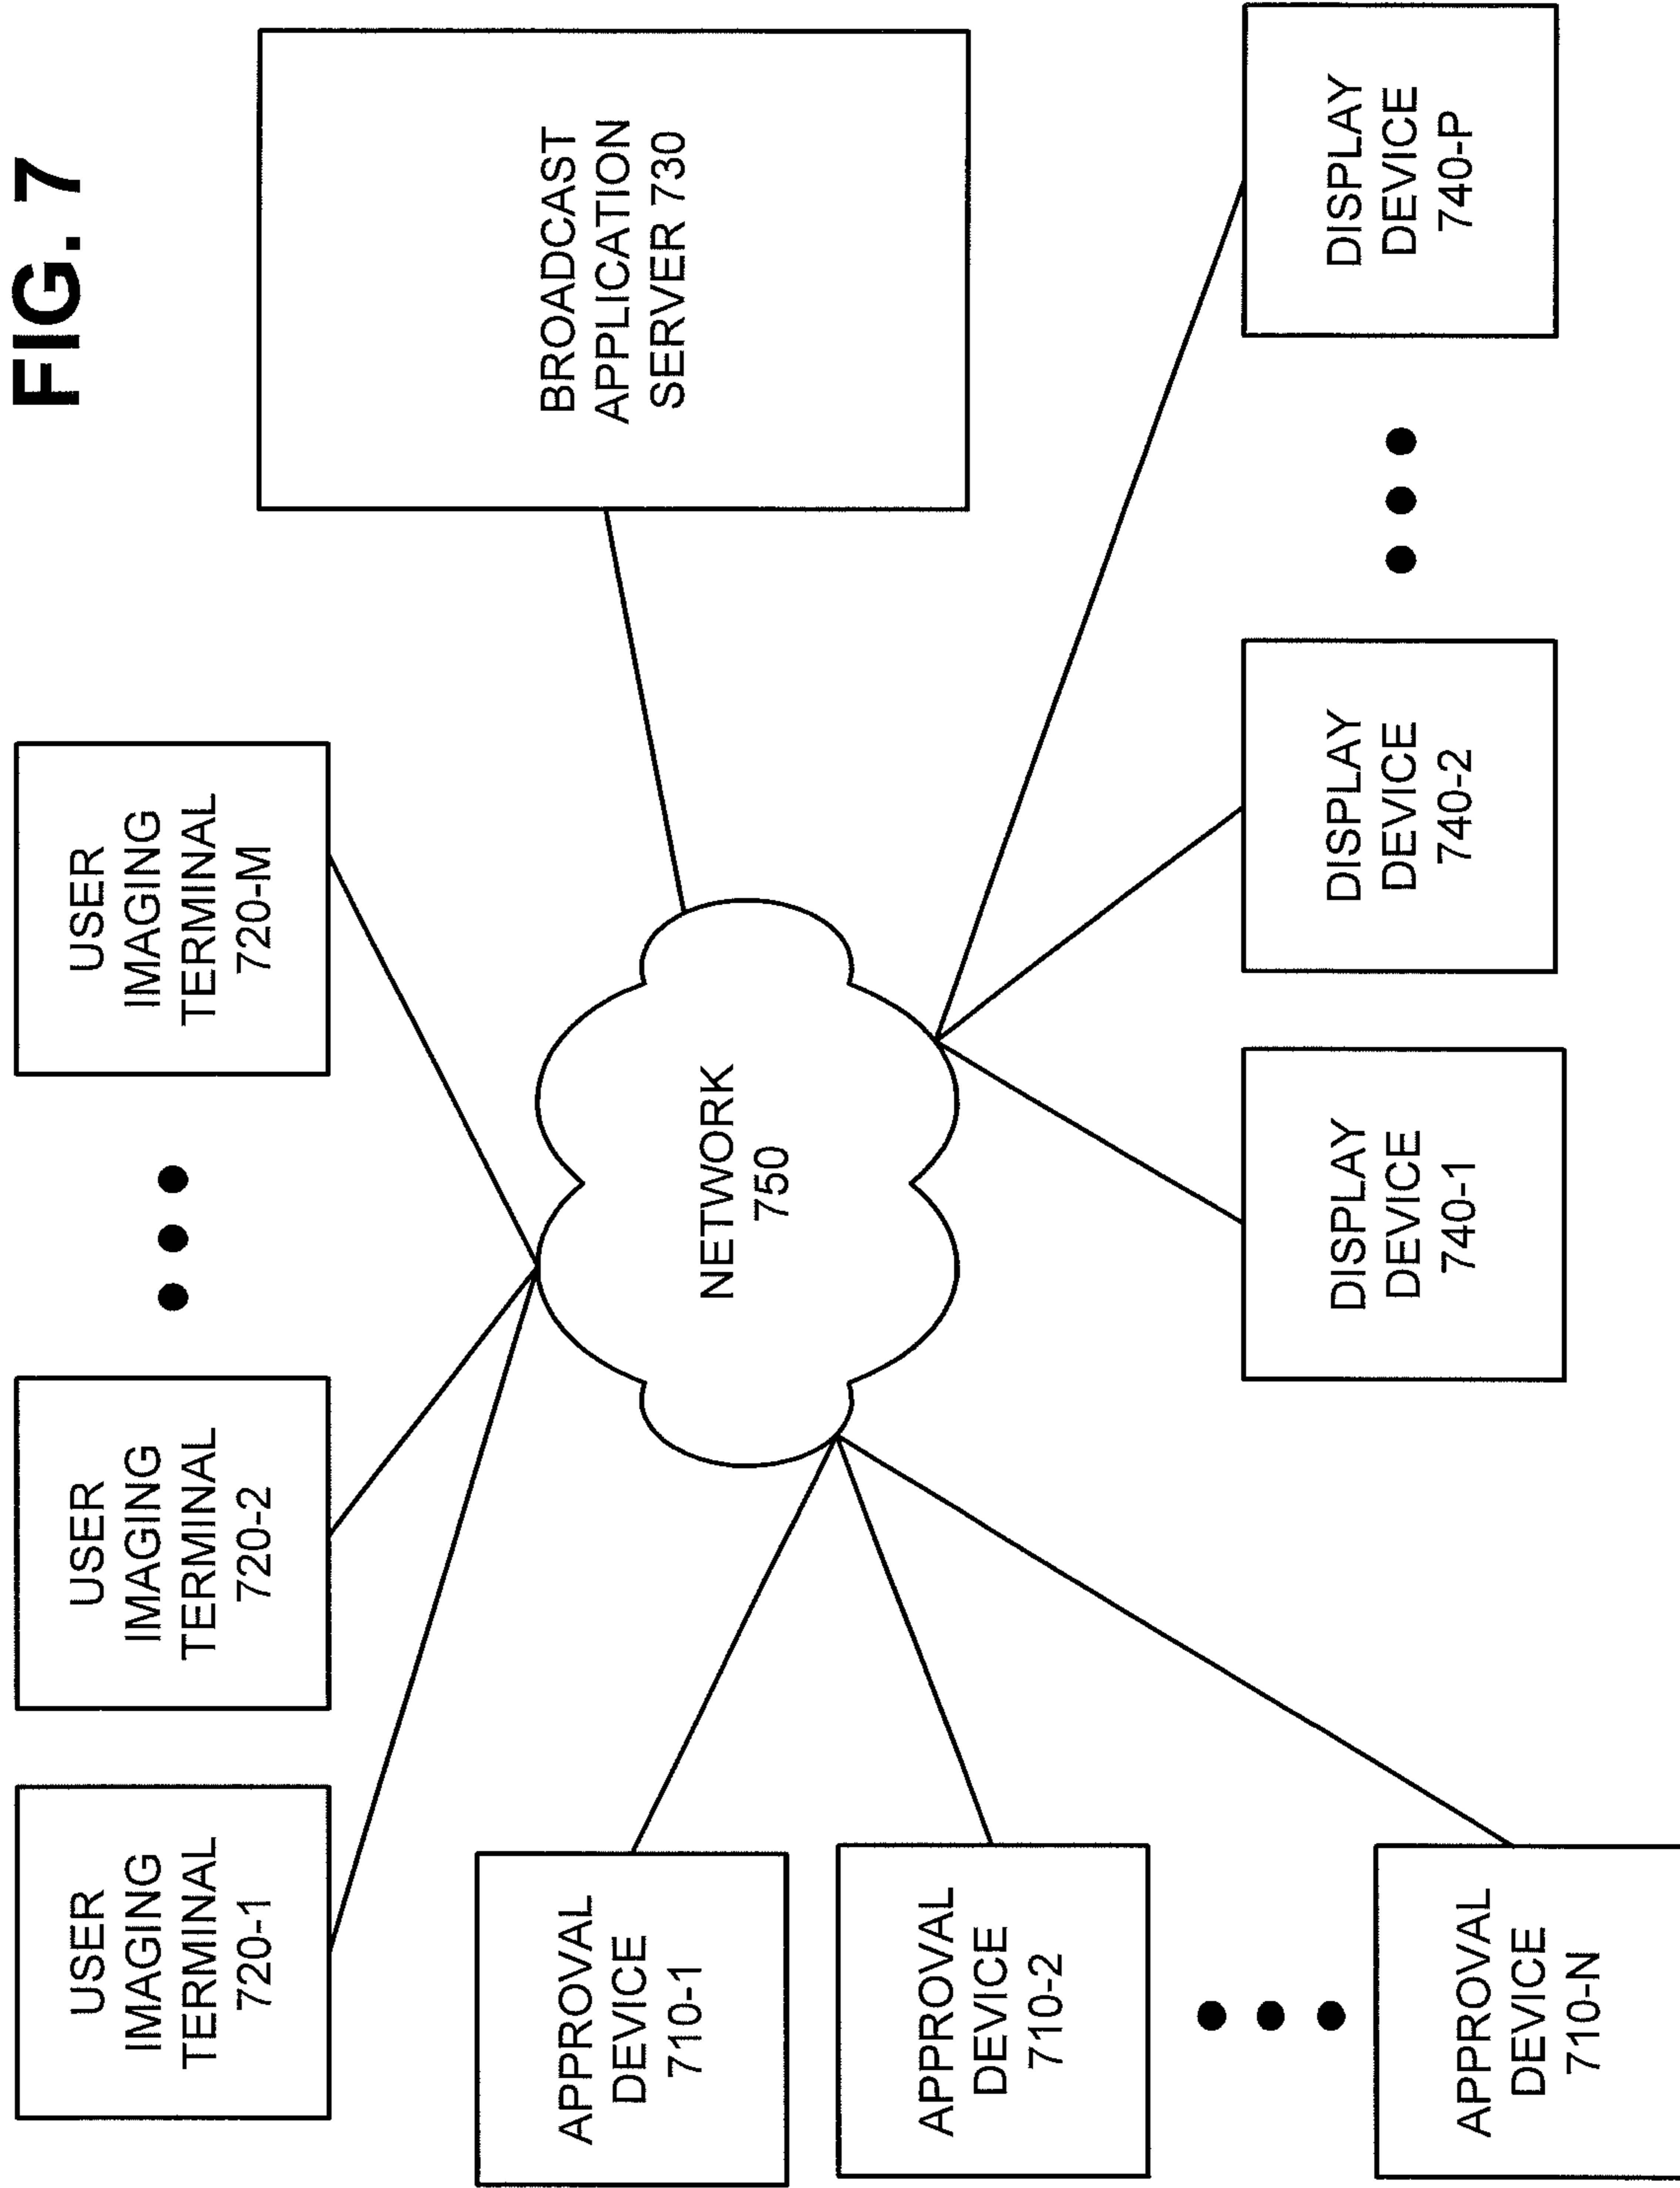 FIG. 7
USER
IMAGING
TERMINAL
720-1
USER
IMAGING
TERMINAL
720-2
USER
IMAGING
TERMINAL
720-M
BROADCAST
APPLICATION
SERVER 730
APPROVAL
DEVICE
710-1
APPROVAL
DEVICE
710-2
APPROVAL
DEVICE
710-N
NETWORK
750
DISPLAY
DEVICE
740-1
DISPLAY
DEVICE
740-2
DISPLAY
DEVICE
740-P